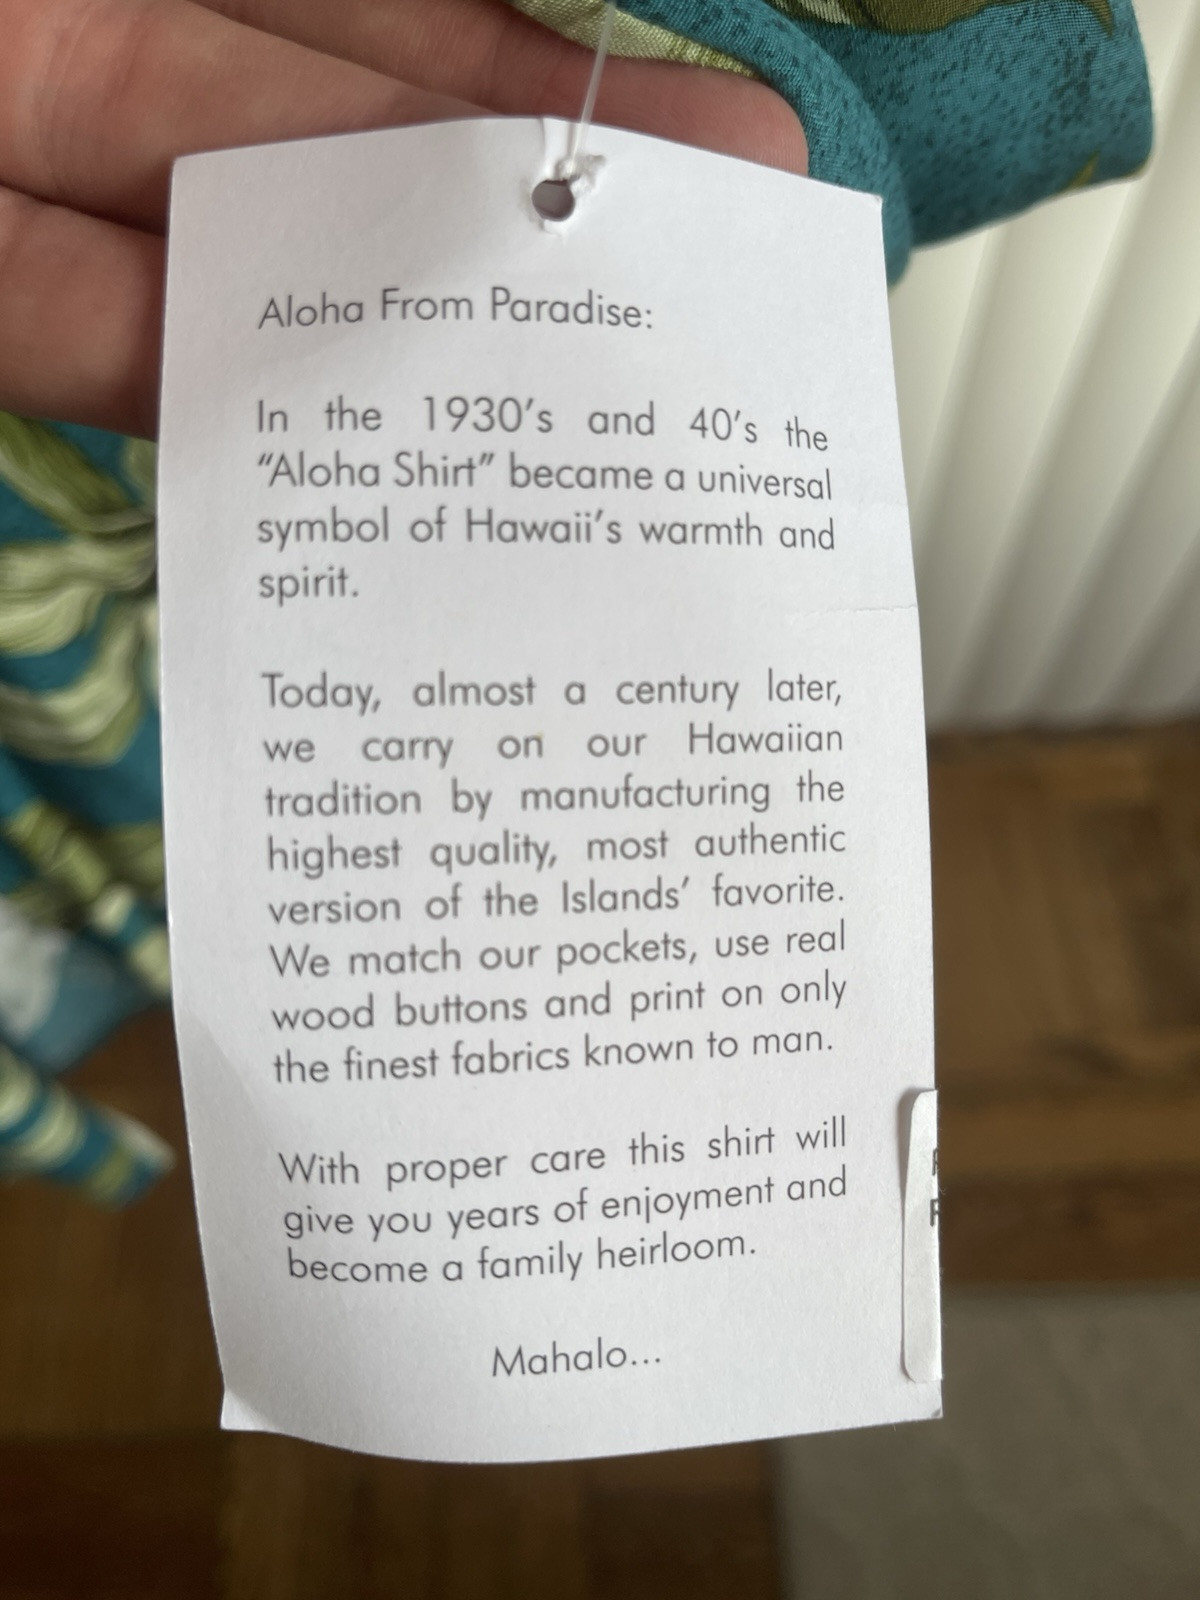 Aloha From Paradise:
In the 1930's and 40's the
“Aloha Shirt” became a universal
symbol of Hawaii's warmth and
spirit.
Today, almost a century later,
we carry on our Hawaiian
tradition by manufacturing the
highest quality, most authentic
version of the Islands' favorite.
We match our pockets, use real
wood buttons and print on only
the finest fabrics known to man.
With proper care this shirt will
give you years of enjoyment and
become a family heirloom.
Mahalo...